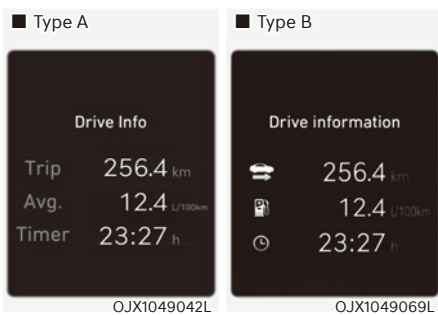 ■ Type A
Drive Info
Trip 256.4 km
Avg. 12.4 L/100km
Timer 23:27 h
OJX1049042L
■ Type B
Drive information
256.4 km
12.4 L/100km
23:27 h
OJX1049069L